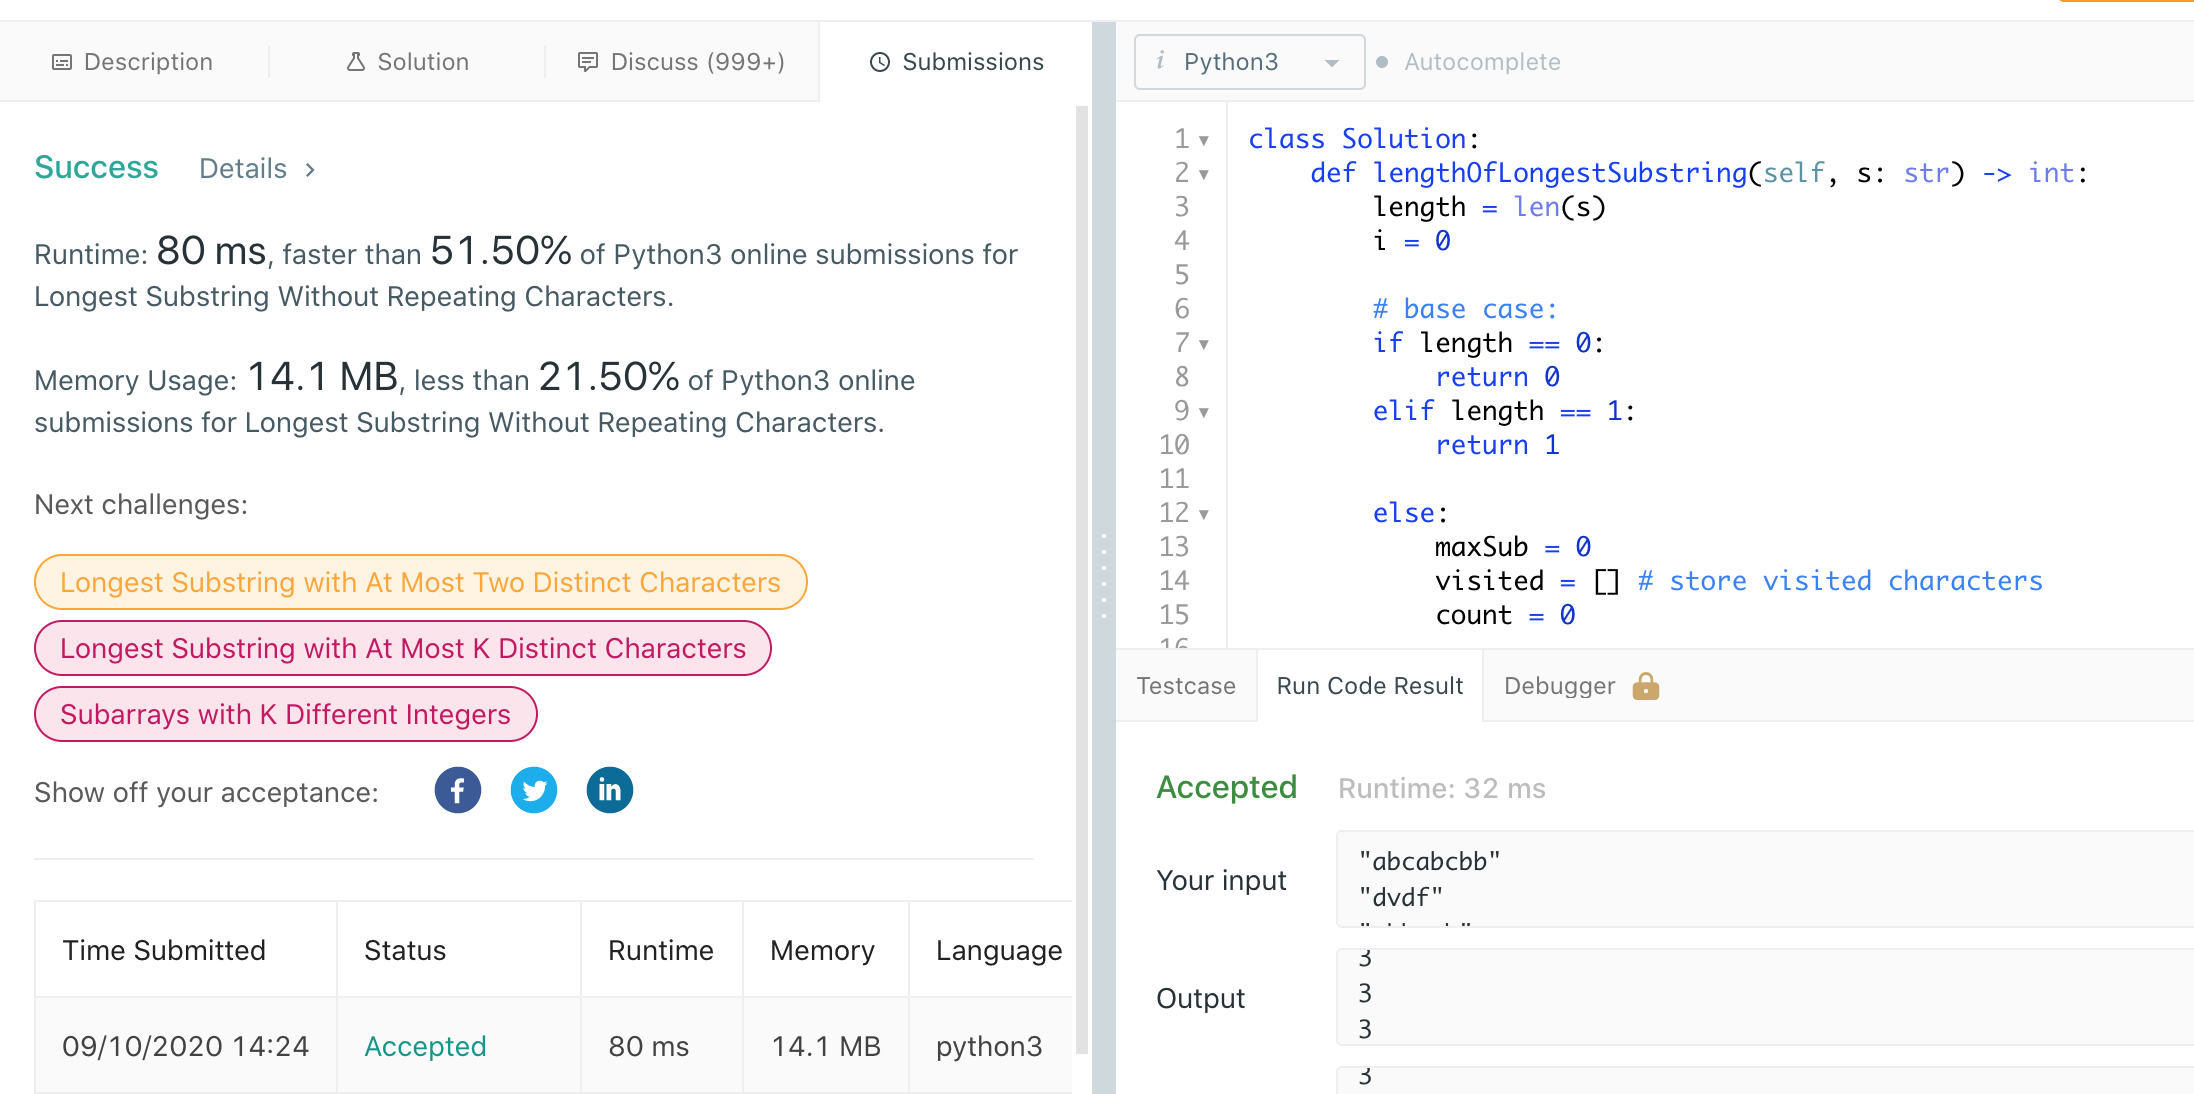 Description
Solution
Discuss (999+)
Submissions
Success Details >
Runtime: 80 ms, faster than 51.50% of Python3 online submissions for
Longest Substring Without Repeating Characters.
Memory Usage: 14.1 MB, less than 21.50% of Python3 online
submissions for Longest Substring Without Repeating Characters.
Next challenges:
Longest Substring with At Most Two Distinct Characters
Longest Substring with At Most K Distinct Characters
Subarrays with K Different Integers
Show off your acceptance:
Time Submitted Status Runtime Memory Language
09/10/2020 14:24 Accepted 80 ms 14.1 MB python3
i Python3 Autocomplete
1 class Solution:
2     def lengthOfLongestSubstring(self, s: str) -> int:
3         length = len(s)
4         i = 0
5
6         # base case:
7         if length == 0:
8             return 0
9         elif length == 1:
10             return 1
11
12         else:
13             maxSub = 0
14             visited = [] # store visited characters
15             count = 0
16
Testcase
Run Code Result
Debugger
Accepted Runtime: 32 ms
Your input
"abcabcbb"
"dvdf"
Output
3
3
3
3